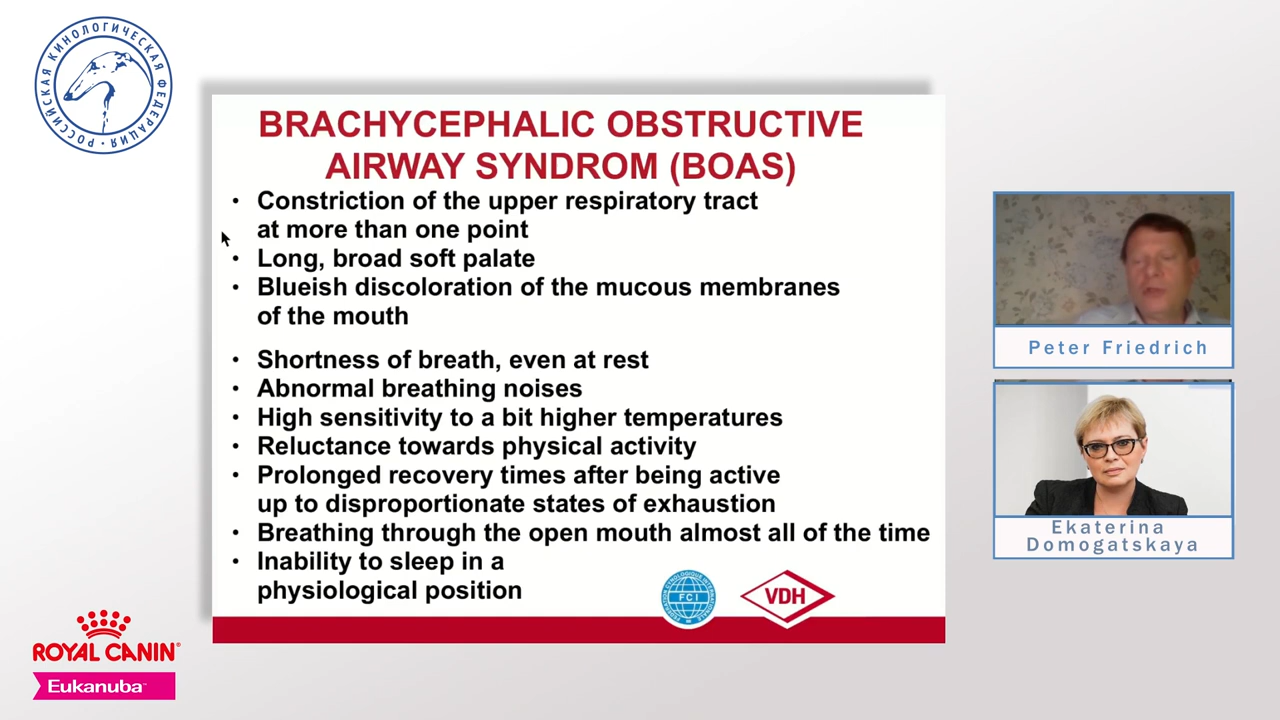 РОССИЙСКАЯ КИНОЛОГИЧЕСКАЯ ФЕДЕРАЦИЯ
BRACHYCEPHALIC OBSTRUCTIVE
AIRWAY SYNDROM (BOAS)
• Constriction of the upper respiratory tract
at more than one point
• Long, broad soft palate
• Blueish discoloration of the mucous membranes
of the mouth
• Shortness of breath, even at rest
• Abnormal breathing noises
• High sensitivity to a bit higher temperatures
• Reluctance towards physical activity
• Prolonged recovery times after being active
up to disproportionate states of exhaustion
• Breathing through the open mouth almost all of the time
• Inability to sleep in a
physiological position
FCI
VDH
Peter Friedrich
Ekaterina
Domogatskaya
ROYAL CANIN
Eukanuba